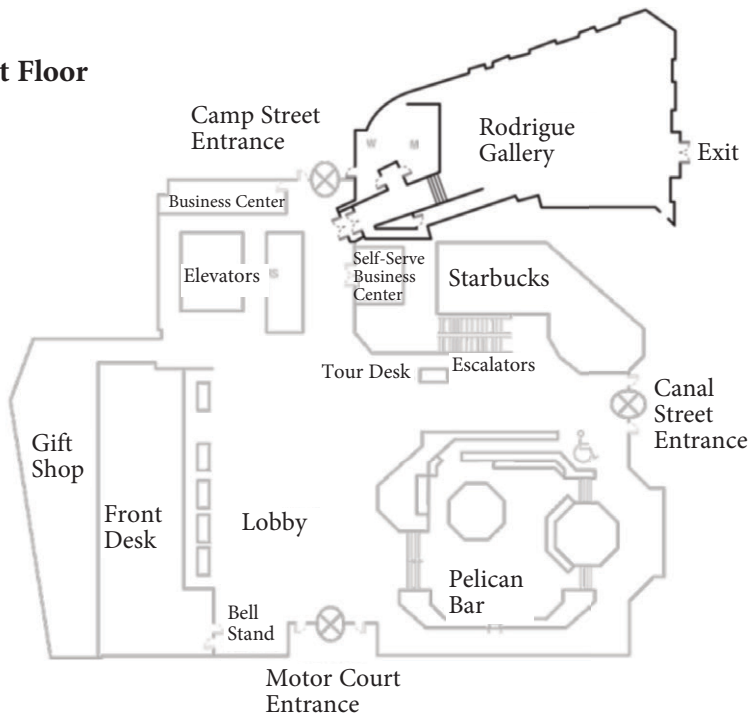 t Floor
Camp Street
Entrance
W
M
Rodrigue
Gallery
Exit
Business Center
Elevators
Self-Serve
Business
Center
Starbucks
Tour Desk
Escalators
Canal
Street
Entrance
Gift
Shop
Front
Desk
Lobby
Pelican
Bar
Bell
Stand
Motor Court
Entrance